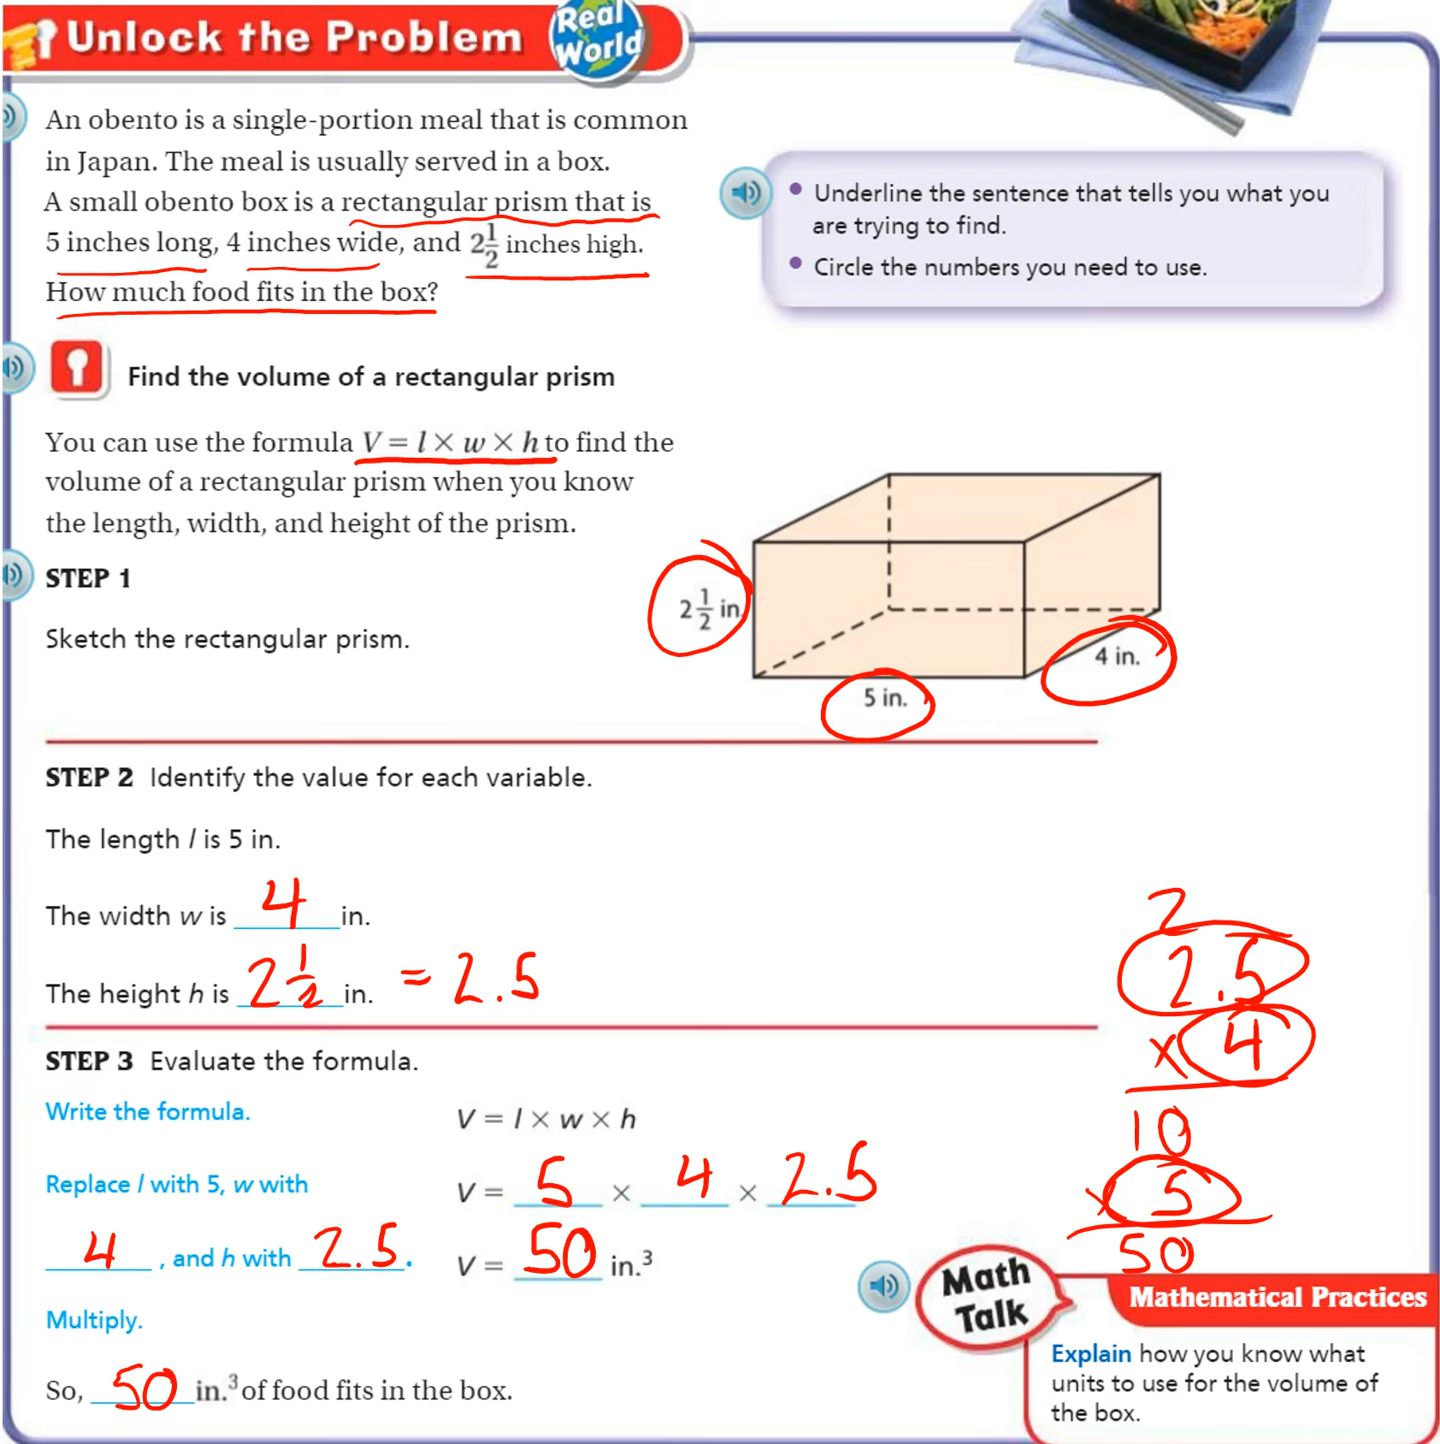 Unlock the Problem
Real World
An obento is a single-portion meal that is common
in Japan. The meal is usually served in a box.
A small obento box is a rectangular prism that is
5 inches long, 4 inches wide, and 2 1/2 inches high.
How much food fits in the box?
• Underline the sentence that tells you what you
are trying to find.
• Circle the numbers you need to use.
Find the volume of a rectangular prism
You can use the formula V = l × w × h to find the
volume of a rectangular prism when you know
the length, width, and height of the prism.
STEP 1
Sketch the rectangular prism.
2 1/2 in.
5 in.
4 in.
STEP 2 Identify the value for each variable.
The length l is 5 in.
The width w is 4 in.
The height h is 2 1/2 in. = 2.5
STEP 3 Evaluate the formula.
Write the formula. V = l × w × h
Replace l with 5, w with V = 5 × 4 × 2.5
4, and h with 2.5. V = 50 in.³
Multiply.
So, 50 in.³ of food fits in the box.
2
2.5
×4
10
×5
50
Math
Talk
Mathematical Practices
Explain how you know what
units to use for the volume of
the box.